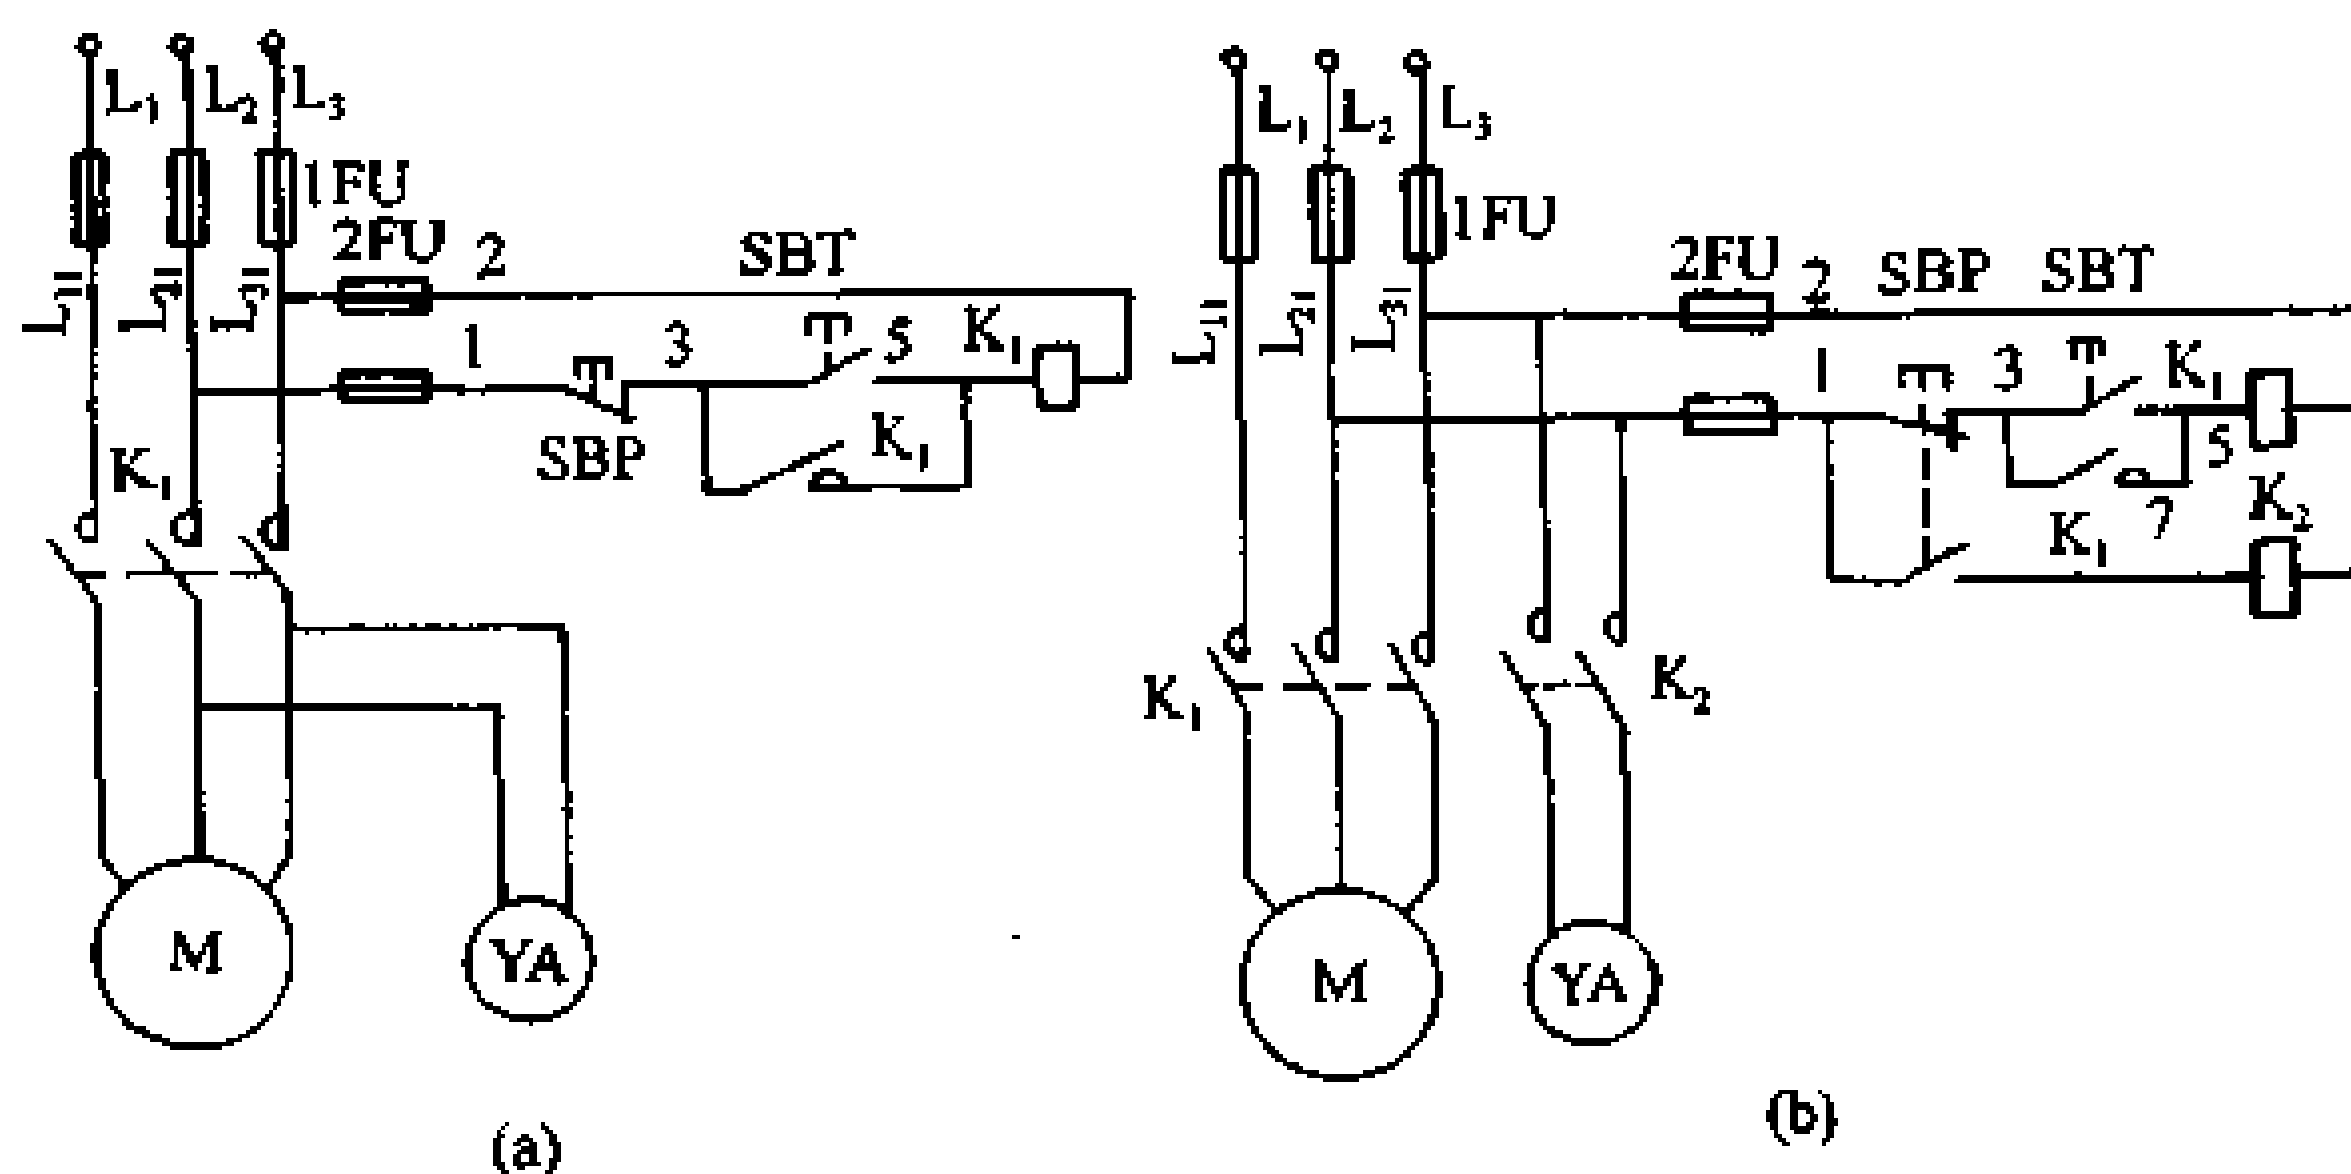 L₁ L₂ L₃
1FU
2FU 2 SBT
L₁₁ L₂₁ L₃₁
1 3 5 K₁
SBP K₁
K₁
M YA
(a)
L₁ L₂ L₃
1FU
2FU 2 SBP SBT
L₁₁ L₂₁ L₃₁
1 3 K₁
5
K₁ 7 K₂
K₁ K₂
M YA
(b)